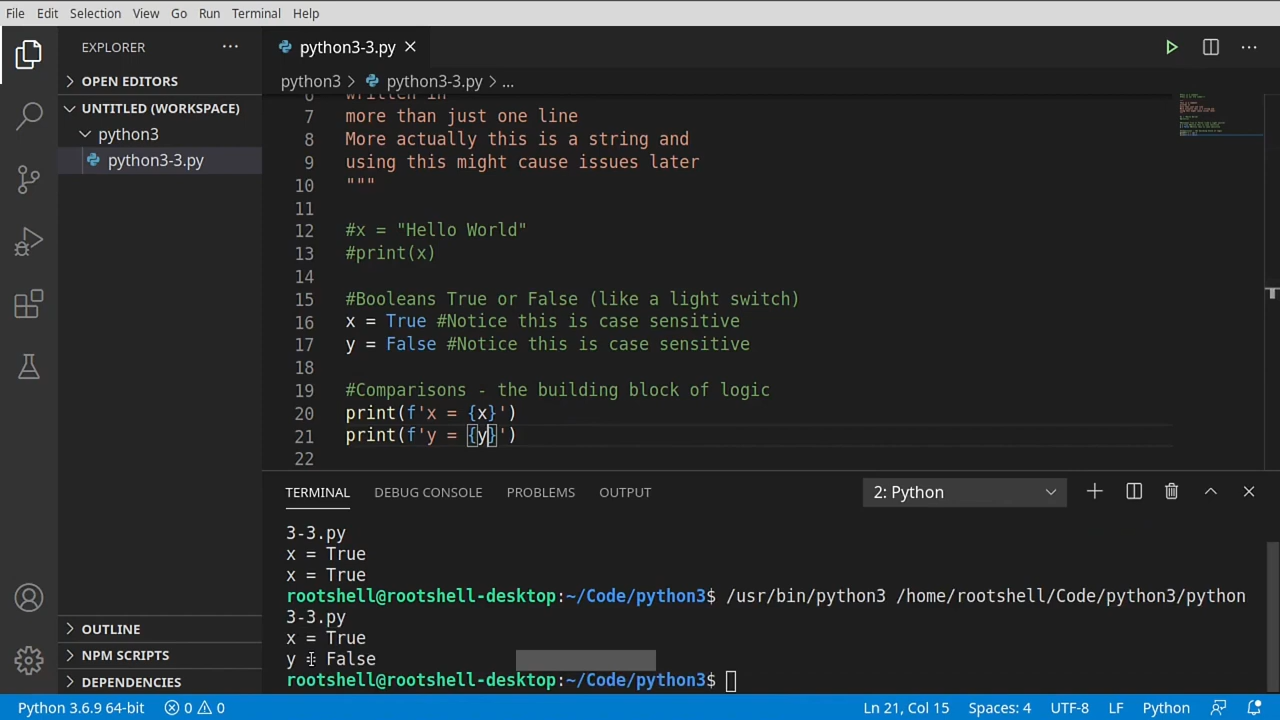 File Edit Selection View Go Run Terminal Help
EXPLORER
OPEN EDITORS
UNTITLED (WORKSPACE)
python3
python3-3.py
OUTLINE
NPM SCRIPTS
DEPENDENCIES
python3-3.py
python3 > python3-3.py > ...
6 written in
7 more than just one line
8 More actually this is a string and
9 using this might cause issues later
10 """
11
12 #x = "Hello World"
13 #print(x)
14
15 #Booleans True or False (like a light switch)
16 x = True #Notice this is case sensitive
17 y = False #Notice this is case sensitive
18
19 #Comparisons - the building block of logic
20 print(f'x = {x}')
21 print(f'y = {y}')
22
TERMINAL DEBUG CONSOLE PROBLEMS OUTPUT 2: Python
3-3.py
x = True
x = True
rootshell@rootshell-desktop:~/Code/python3$ /usr/bin/python3 /home/rootshell/Code/python3/python
3-3.py
x = True
y = False
rootshell@rootshell-desktop:~/Code/python3$
Python 3.6.9 64-bit 0 0 Ln 21, Col 15 Spaces: 4 UTF-8 LF Python